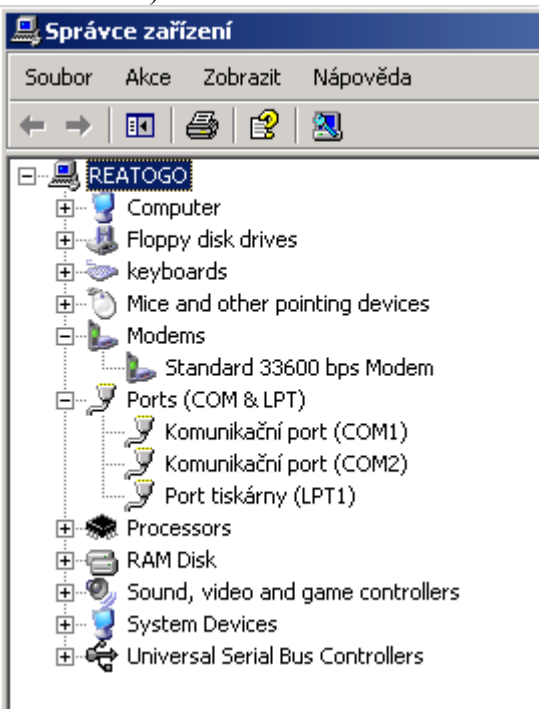 Správce zařízení
Soubor Akce Zobrazit Nápověda
REATOGO
Computer
Floppy disk drives
keyboards
Mice and other pointing devices
Modems
Standard 33600 bps Modem
Ports (COM & LPT)
Komunikační port (COM1)
Komunikační port (COM2)
Port tiskárny (LPT1)
Processors
RAM Disk
Sound, video and game controllers
System Devices
Universal Serial Bus Controllers